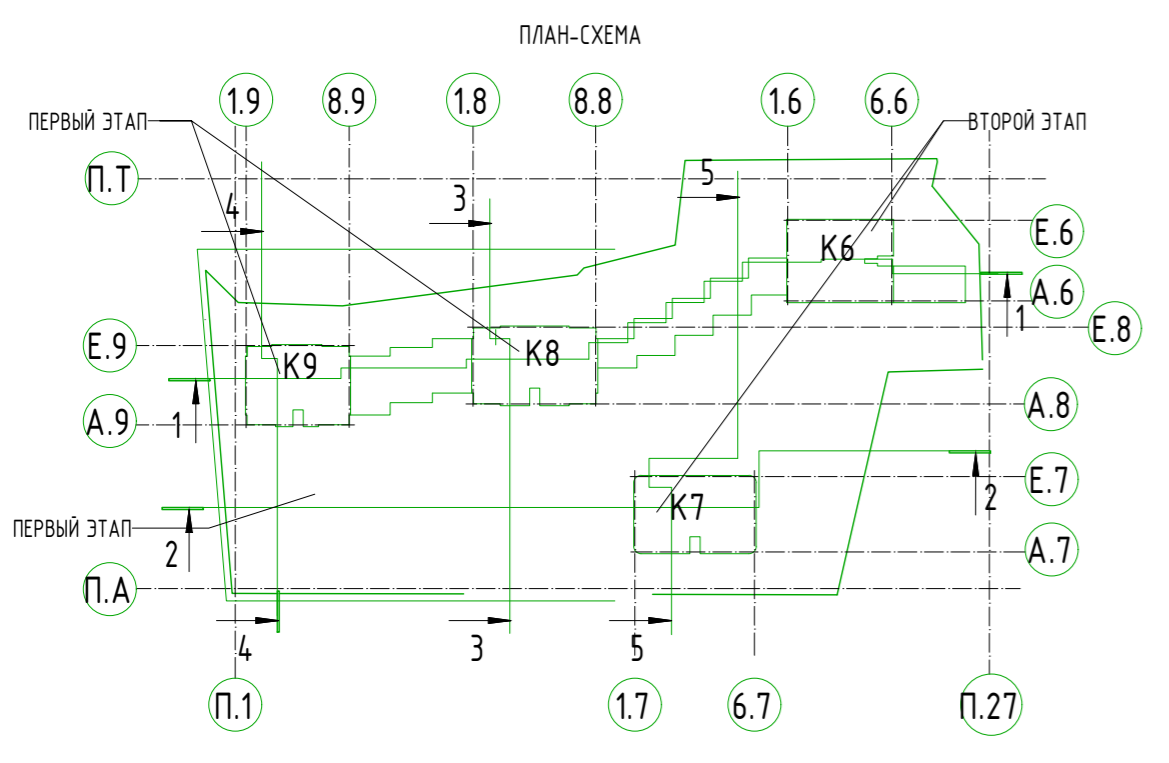 ПЛАН-СХЕМА
1.9
8.9
1.8
8.8
1.6
6.6
ПЕРВЫЙ ЭТАП
ВТОРОЙ ЭТАП
П.Т
5
4
3
Е.6
К6
А.6
1
Е.8
Е.9
К9
К8
А.8
А.9
1
Е.7
2
К7
ПЕРВЫЙ ЭТАП
2
А.7
П.А
4
3
5
П.1
1.7
6.7
П.27